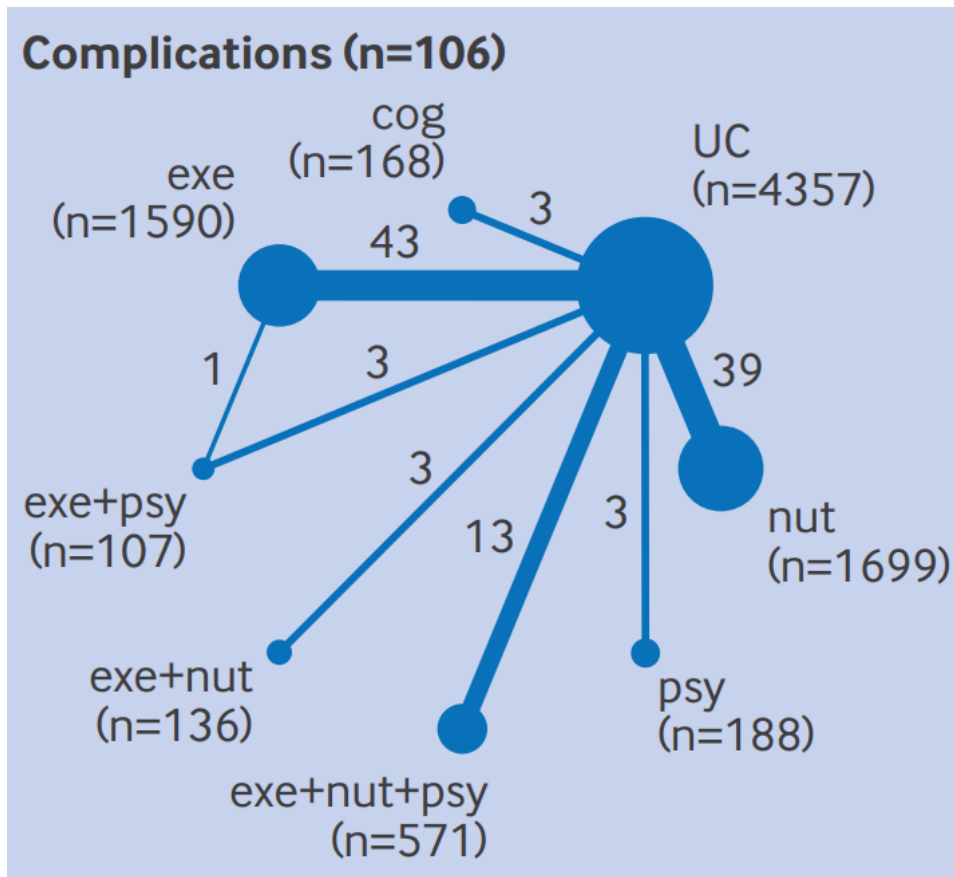 Complications (n=106)
cog
(n=168)
UC
(n=4357)
exe
(n=1590)
3
43
1
3
39
3
13
3
exe+psy
(n=107)
nut
(n=1699)
exe+nut
(n=136)
psy
(n=188)
exe+nut+psy
(n=571)